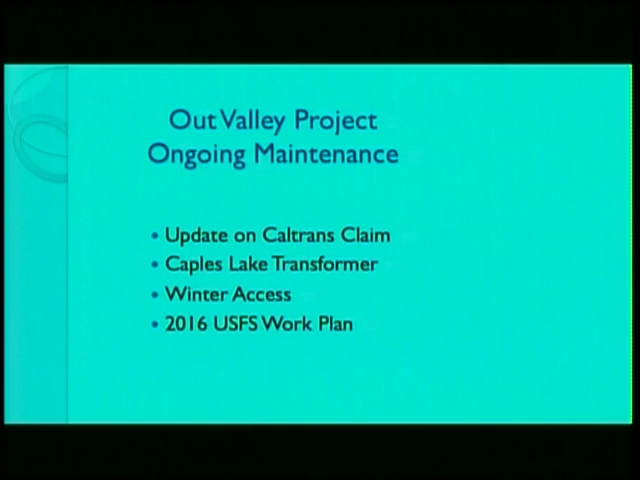 Out Valley Project
Ongoing Maintenance
• Update on Caltrans Claim
• Caples Lake Transformer
• Winter Access
• 2016 USFS Work Plan